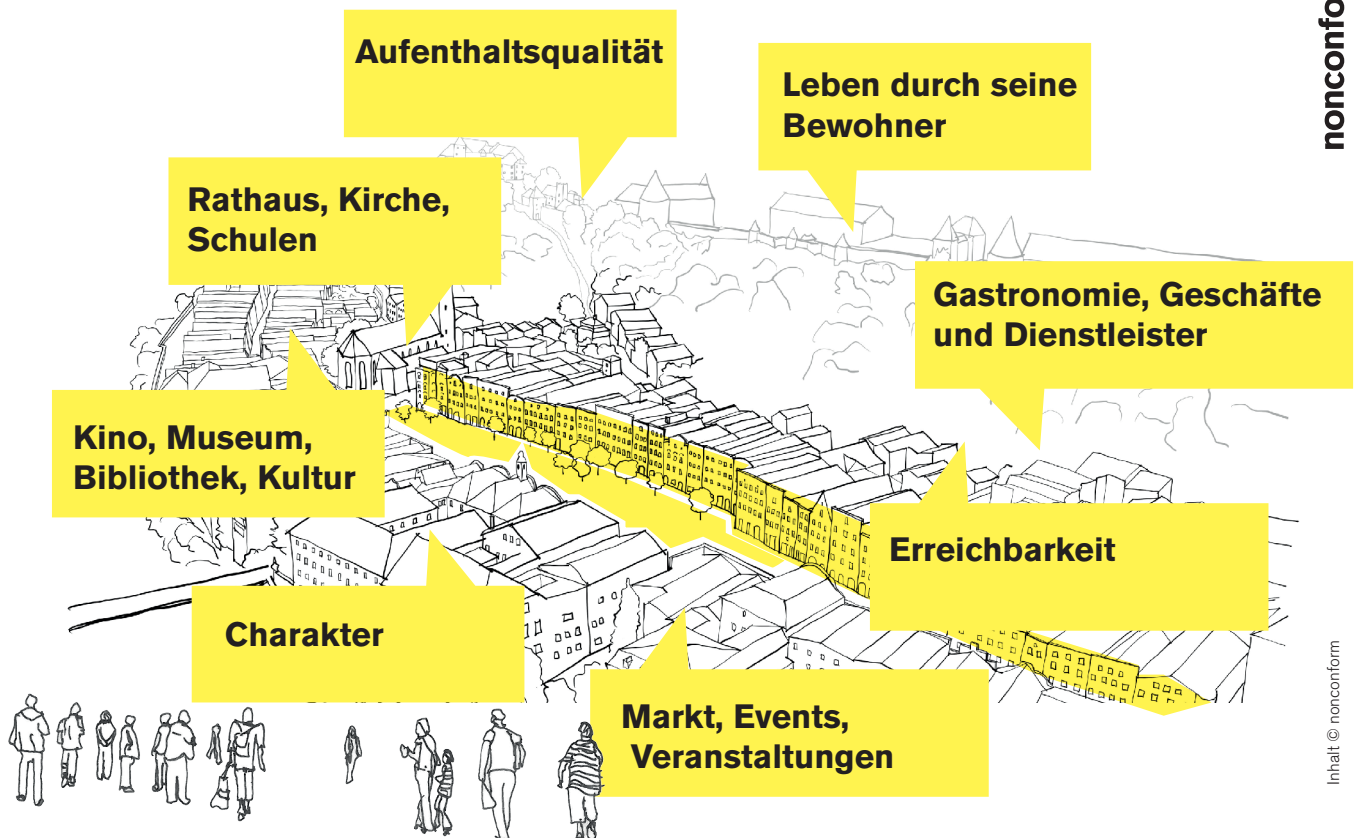 Aufenthaltsqualität
Leben durch seine
Bewohner
Rathaus, Kirche,
Schulen
Gastronomie, Geschäfte
und Dienstleister
Kino, Museum,
Bibliothek, Kultur
Erreichbarkeit
Charakter
Markt, Events,
Veranstaltungen
nonconfo
Inhalt © nonconform